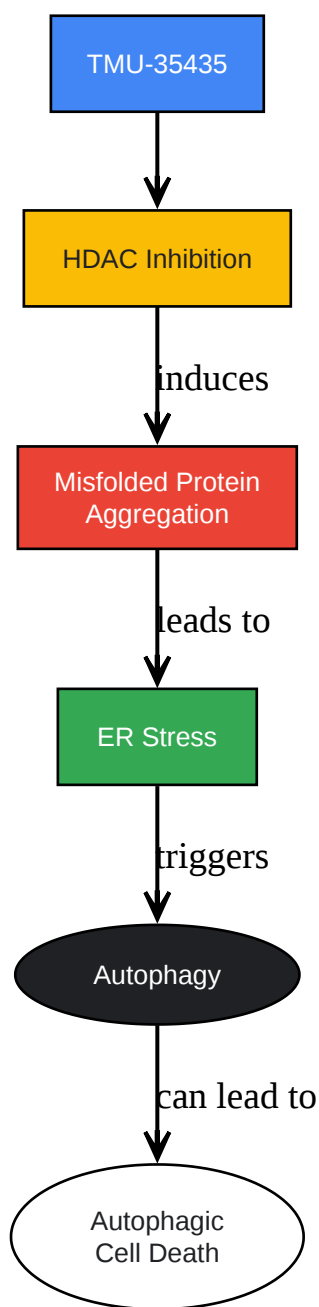 TMU-35435
HDAC Inhibition
induces
Misfolded Protein
Aggregation
leads to
ER Stress
triggers
Autophagy
can lead to
Autophagic
Cell Death